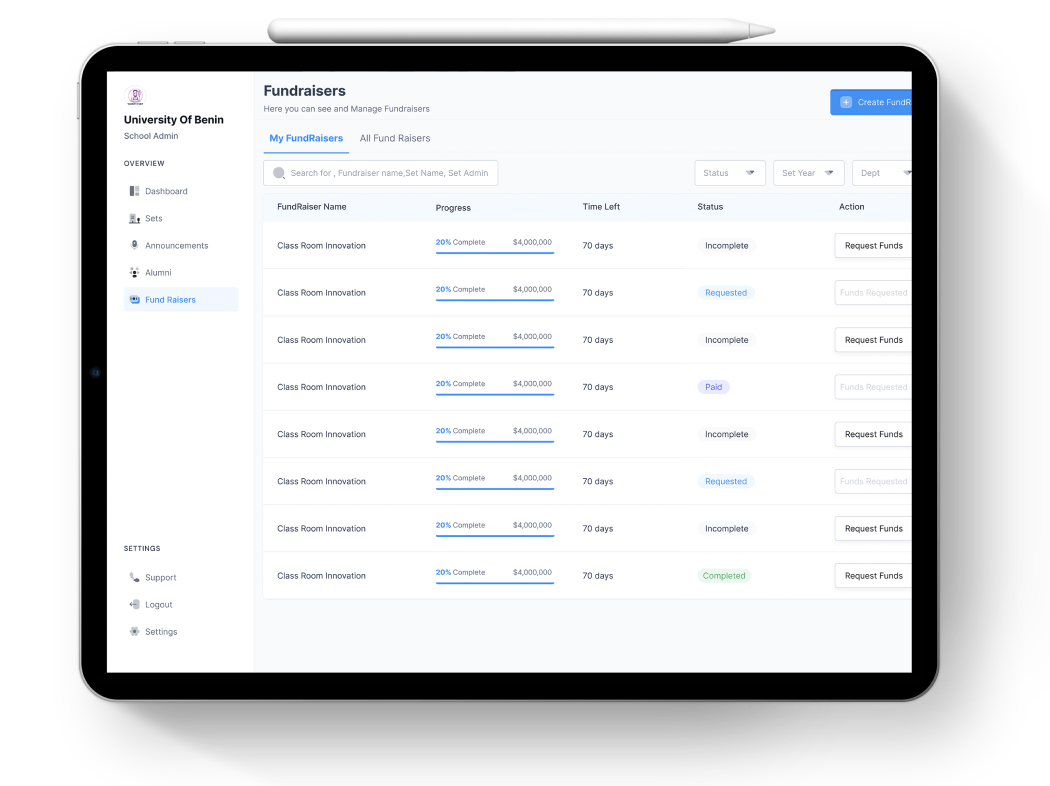 University Of Benin
School Admin
OVERVIEW
Dashboard
Sets
Announcements
Alumni
Fund Raisers
SETTINGS
Support
Logout
Settings
Fundraisers
Here you can see and Manage Fundraisers
Create FundR
My FundRaisers All Fund Raisers
Search for , Fundraiser name,Set Name, Set Admin Status Set Year Dept
FundRaiser Name Progress Time Left Status Action
Class Room Innovation 20% Complete $4,000,000 70 days Incomplete Request Funds
Class Room Innovation 20% Complete $4,000,000 70 days Requested Funds Requested
Class Room Innovation 20% Complete $4,000,000 70 days Incomplete Request Funds
Class Room Innovation 20% Complete $4,000,000 70 days Paid Funds Requested
Class Room Innovation 20% Complete $4,000,000 70 days Incomplete Request Funds
Class Room Innovation 20% Complete $4,000,000 70 days Requested Funds Requested
Class Room Innovation 20% Complete $4,000,000 70 days Incomplete Request Funds
Class Room Innovation 20% Complete $4,000,000 70 days Completed Request Funds